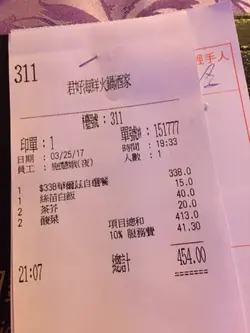 311
君好海鮮火鍋酒家
經手人
檯號：311
印單：1 單號：151777
日期：03/25/17 時間：19:33
員工： 人數：1
1 $338華爾茲自選餐 338.0
1 絲苗白飯 15.0
2 茶芥 40.0
2 酸菜 20.0
項目總和 413.0
10% 服務費 41.30
21:07 總計 454.00